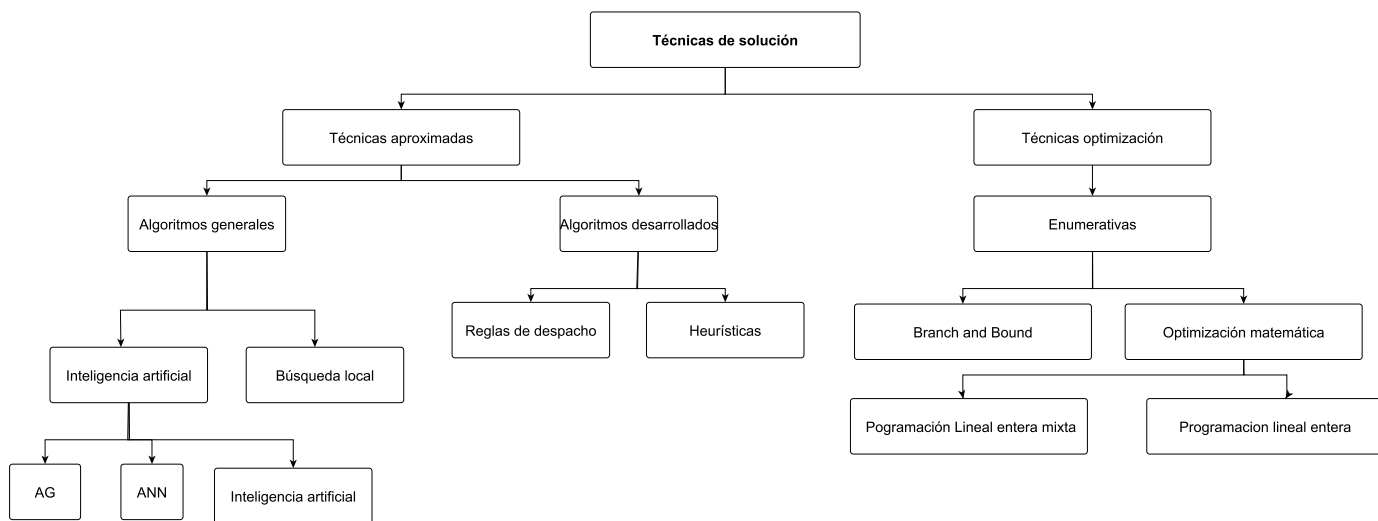 Técnicas de solución
Técnicas aproximadas
Técnicas optimización
Algoritmos generales
Algoritmos desarrollados
Enumerativas
Reglas de despacho
Heurísticas
Branch and Bound
Optimización matemática
Inteligencia artificial
Búsqueda local
Pogramación Lineal entera mixta
Programacion lineal entera
AG
ANN
Inteligencia artificial